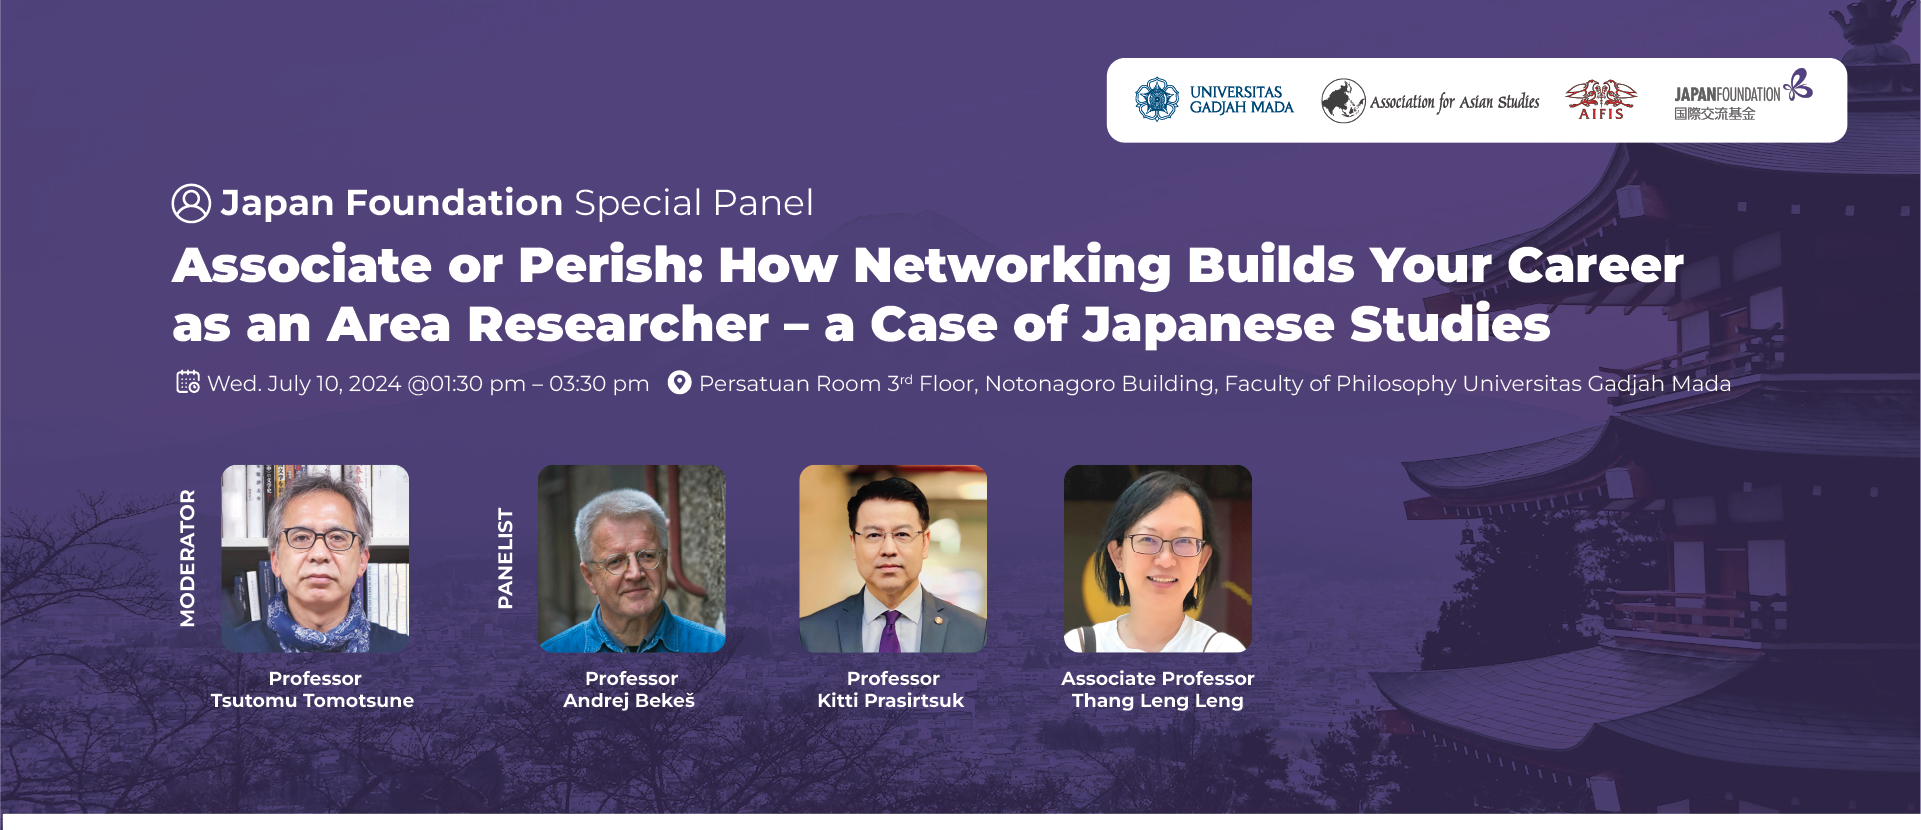 UNIVERSITAS
GADJAH MADA
Association for Asian Studies
AIFIS
JAPANFOUNDATION
国際交流基金
Japan Foundation Special Panel
Associate or Perish: How Networking Builds Your Career
as an Area Researcher – a Case of Japanese Studies
Wed. July 10, 2024 @01:30 pm – 03:30 pm
Persatuan Room 3rd Floor, Notonagoro Building, Faculty of Philosophy Universitas Gadjah Mada
MODERATOR
Professor
Tsutomu Tomotsune
PANELIST
Professor
Andrej Bekeš
Professor
Kitti Prasirtsuk
Associate Professor
Thang Leng Leng